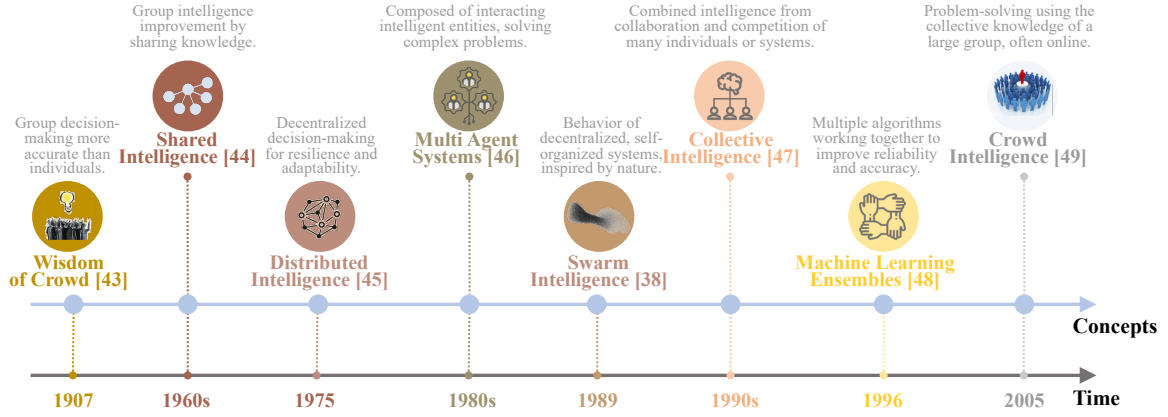 Group intelligence
improvement by
sharing knowledge.
Composed of interacting
intelligent entities, solving
complex problems.
Combined intelligence from
collaboration and competition of
many individuals or systems.
Problem-solving using the
collective knowledge of a
large group, often online.
Group decision-
making more
accurate than
individuals.
Shared
Intelligence [44]
Decentralized
decision-making
for resilience and
adaptability.
Multi Agent
Systems [46]
Behavior of
decentralized, self-
organized systems,
inspired by nature.
Collective
Intelligence [47]
Multiple algorithms
working together to
improve reliability
and accuracy.
Crowd
Intelligence [49]
Wisdom
of Crowd [43]
Distributed
Intelligence [45]
Swarm
Intelligence [38]
Machine Learning
Ensembles [48]
Concepts
1907
1960s
1975
1980s
1989
1990s
1996
2005
Time